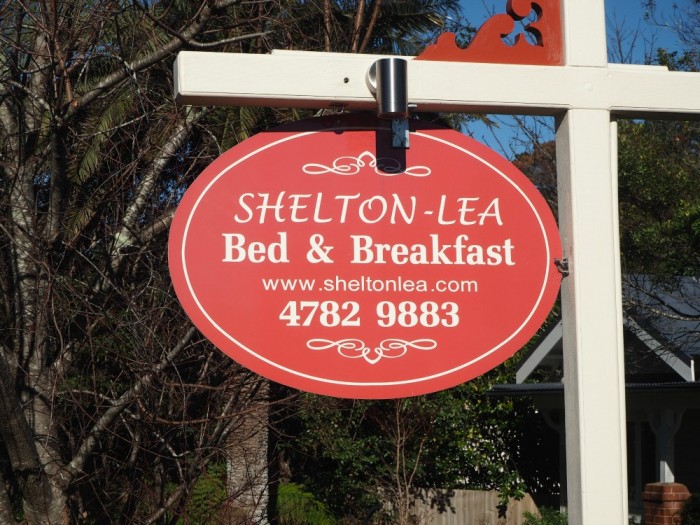 SHELTON-LEA
Bed & Breakfast
www.sheltonlea.com
4782 9883